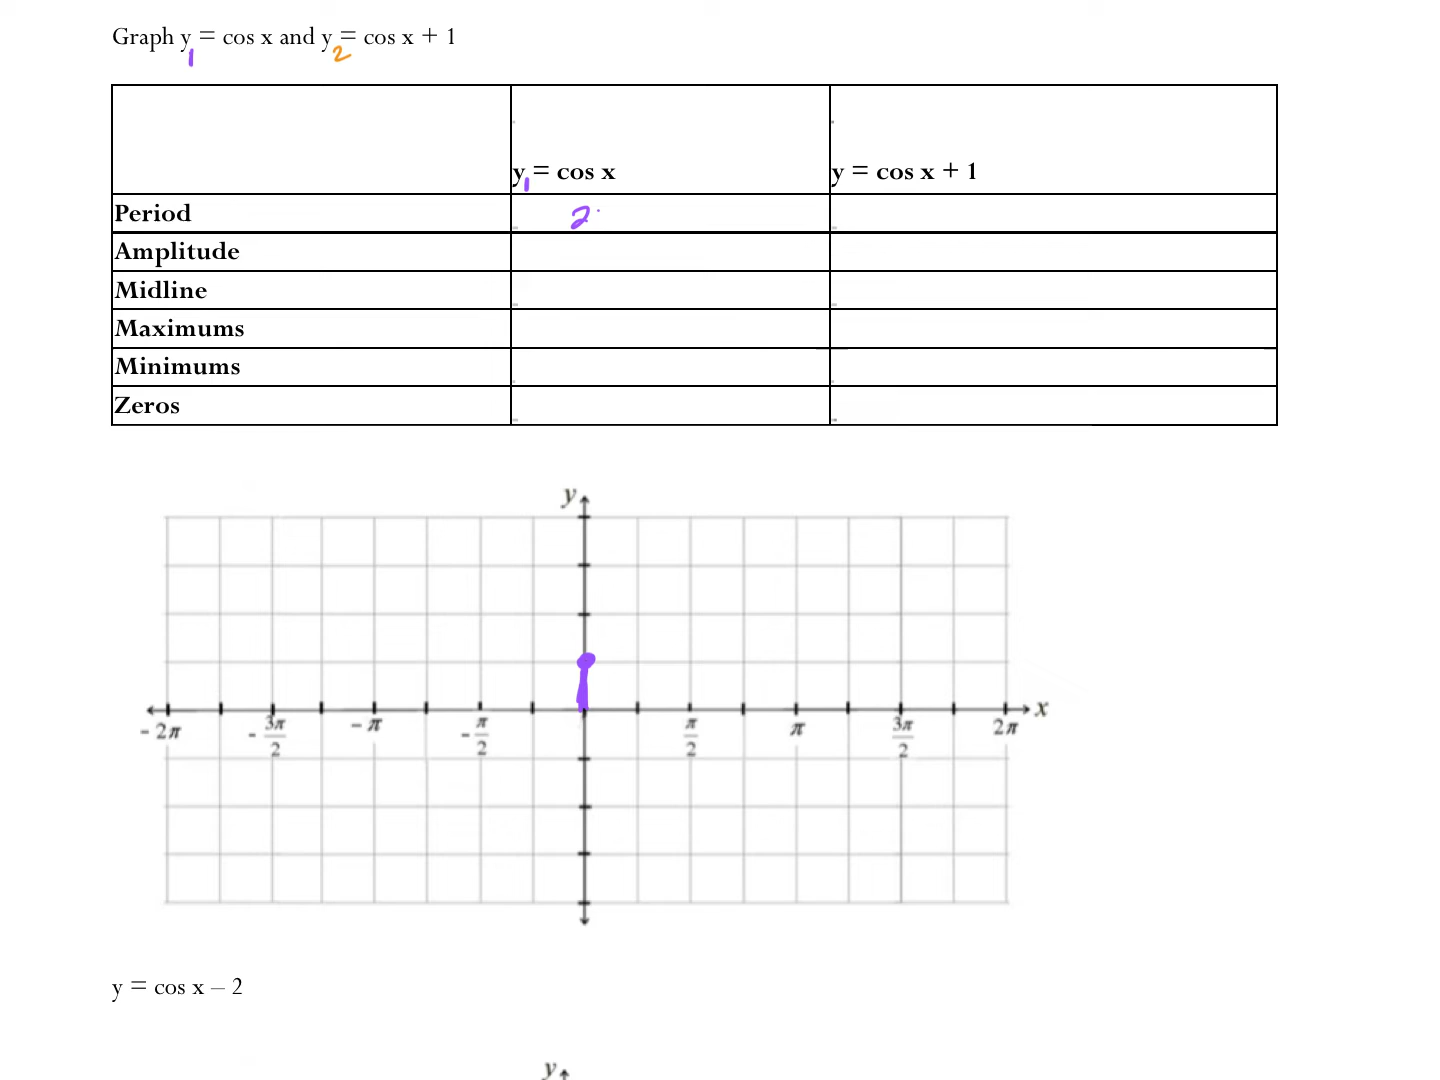 Graph y₁ = cos x and y₂ = cos x + 1
y₁ = cos x
y = cos x + 1
Period 2
Amplitude
Midline
Maximums
Minimums
Zeros
y
x
- 2π
- 3π/2
- π
- π/2
π/2
π
3π/2
2π
y = cos x – 2
y